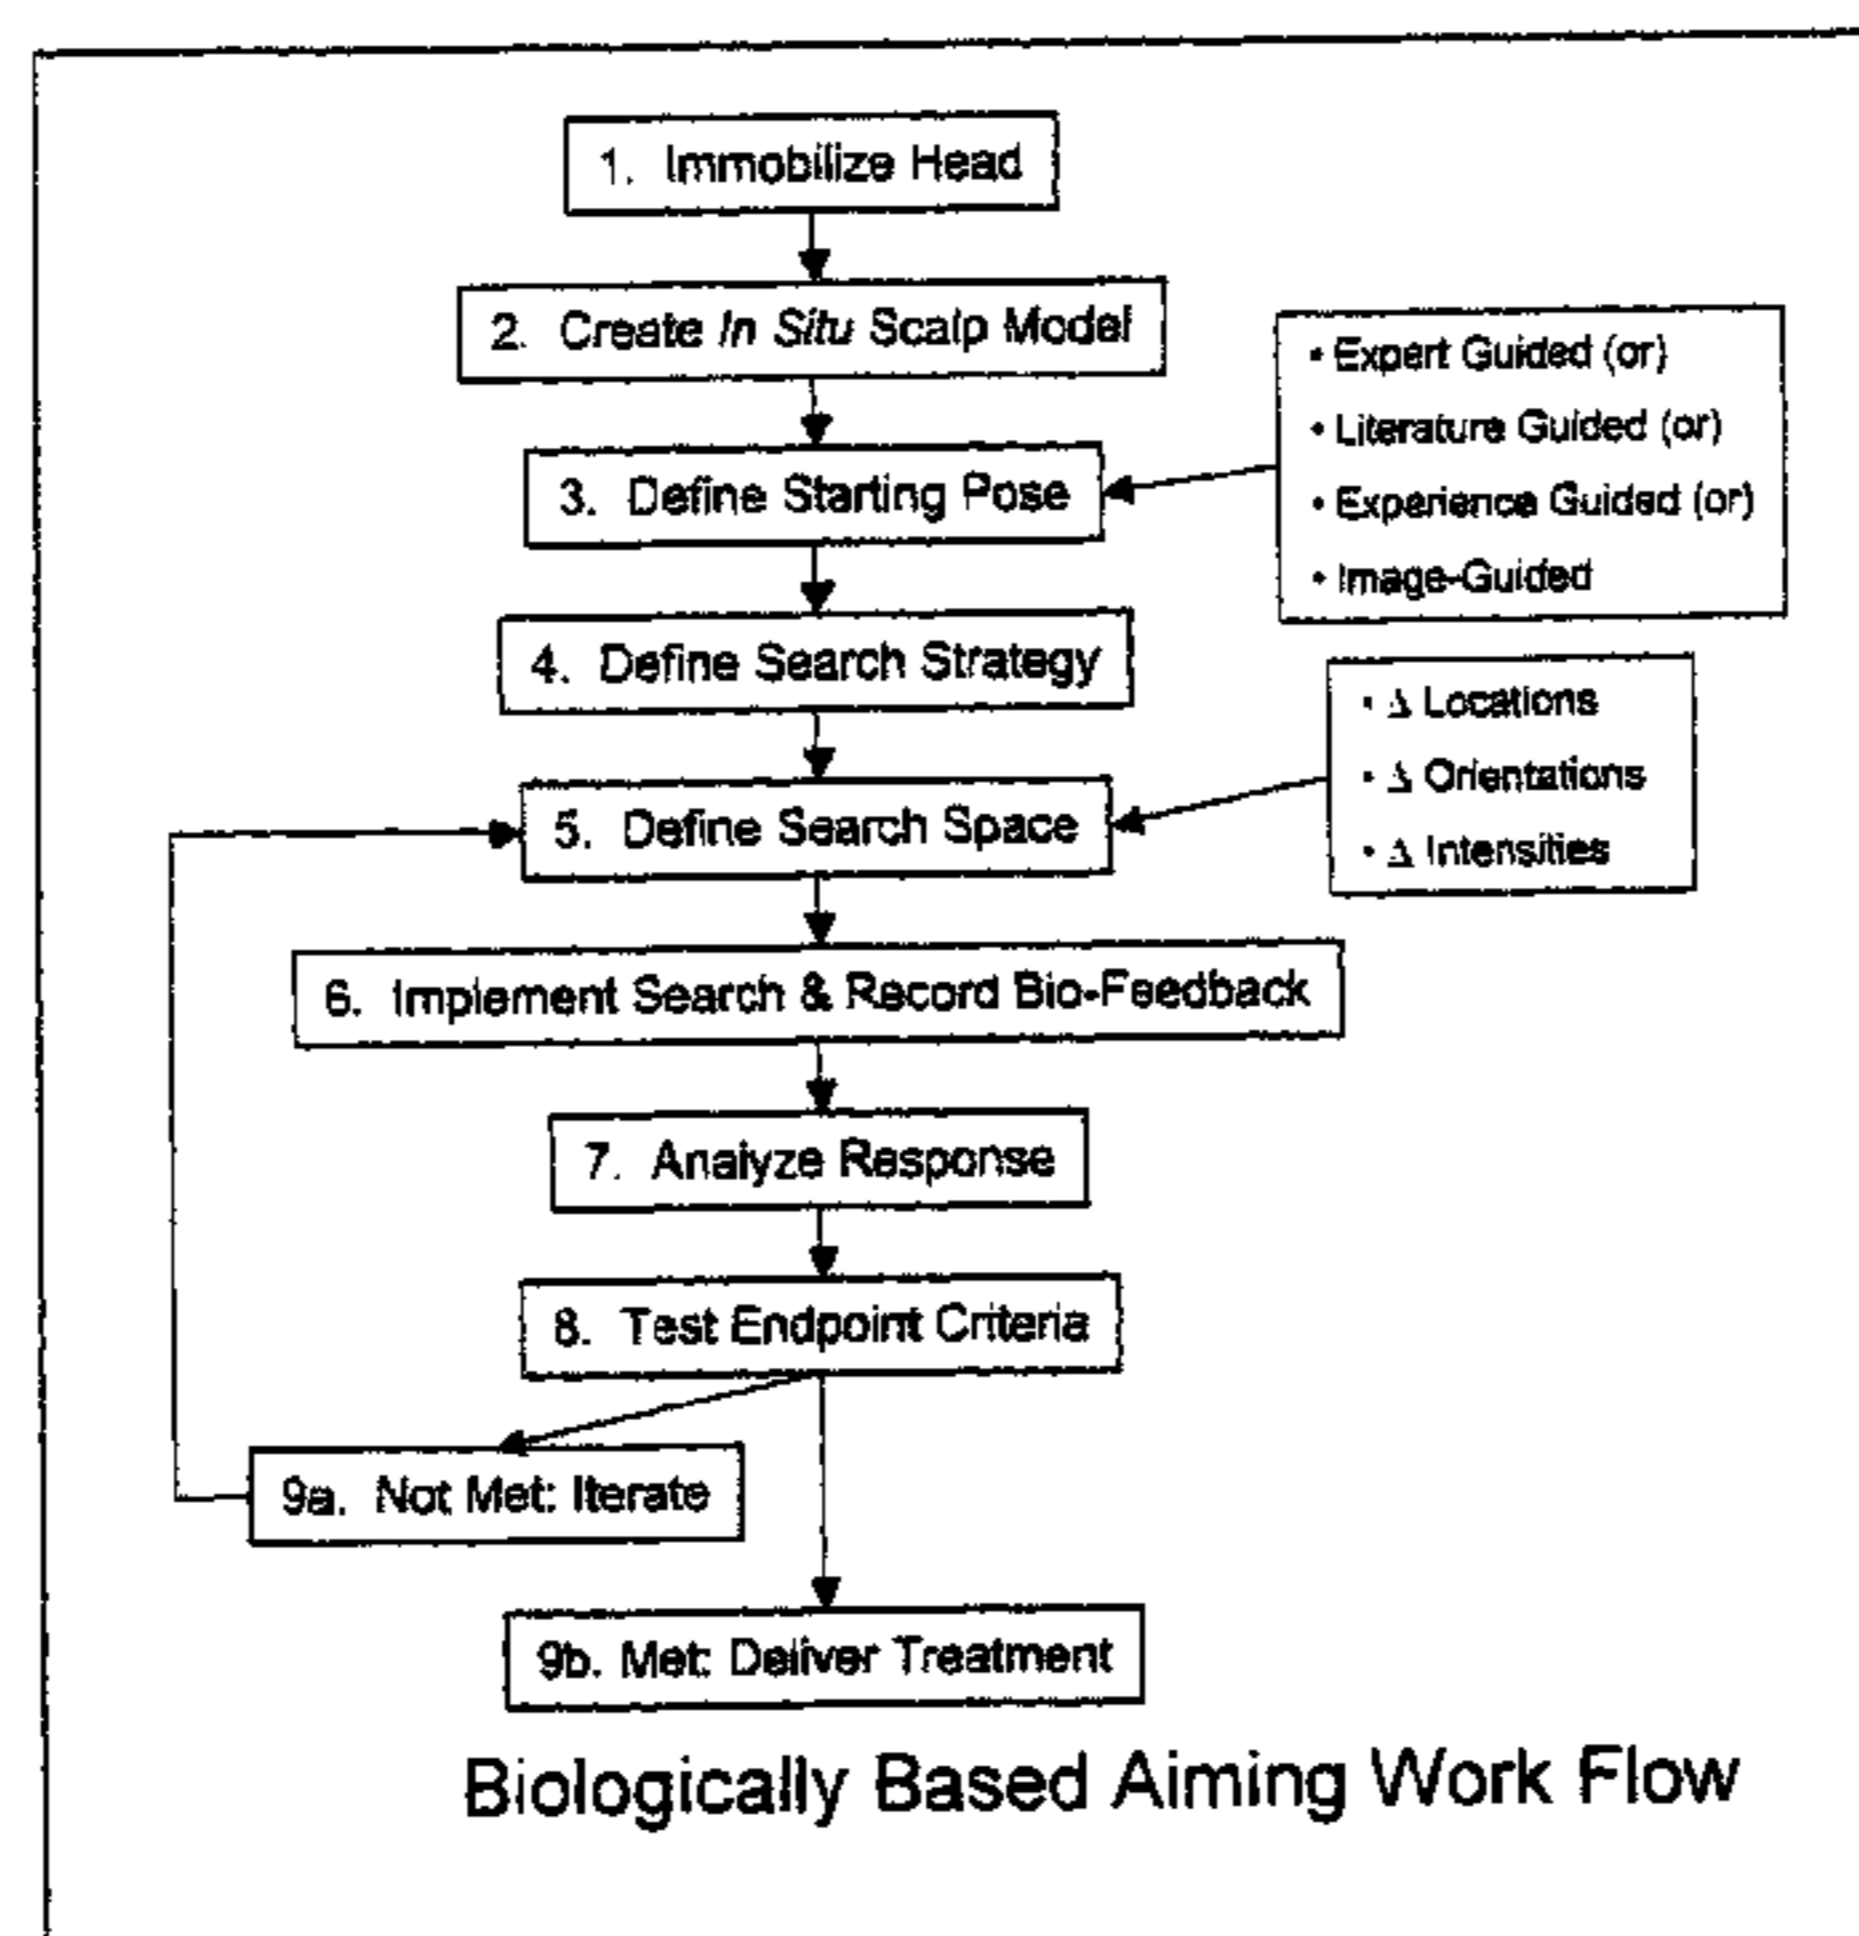 1. Immobilize Head
2. Create In Situ Scalp Model
• Expert Guided (or)
• Literature Guided (or)
• Experience Guided (or)
• Image-Guided
3. Define Starting Pose
4. Define Search Strategy
• Δ Locations
• Δ Orientations
• Δ Intensities
5. Define Search Space
6. Implement Search & Record Bio-Feedback
7. Analyze Response
8. Test Endpoint Criteria
9a. Not Met: Iterate
9b. Met: Deliver Treatment
Biologically Based Aiming Work Flow